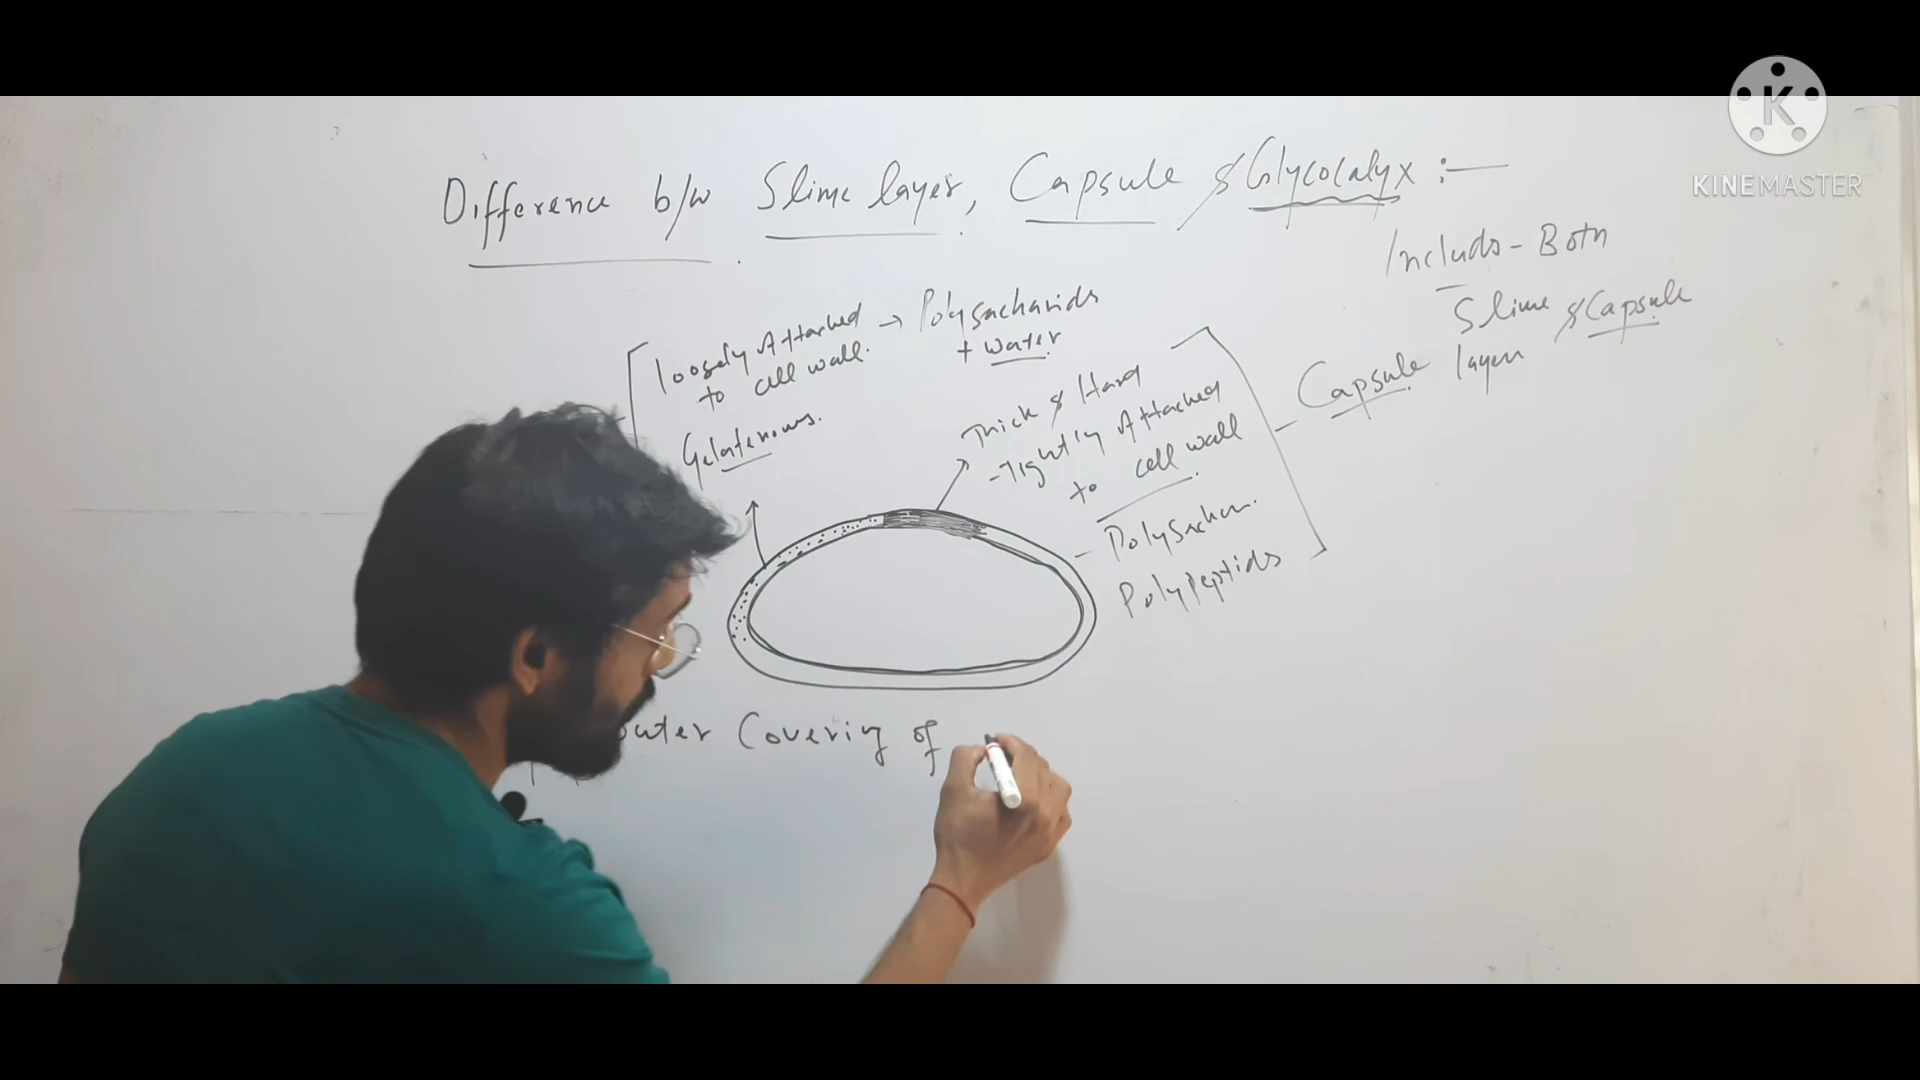 KINEMASTER
Difference b/w Slime layer, Capsule & Glycocalyx :-
Includs - Both
Slime & Capsule
layer
loosely Attached
to cell wall.
→ Polysacharids
+ water
Gelatenous.
Thick & Hard
- Tightly Attached
to cell wall
- Polysachar.
Polypeptids
- Capsule
outer Covering of